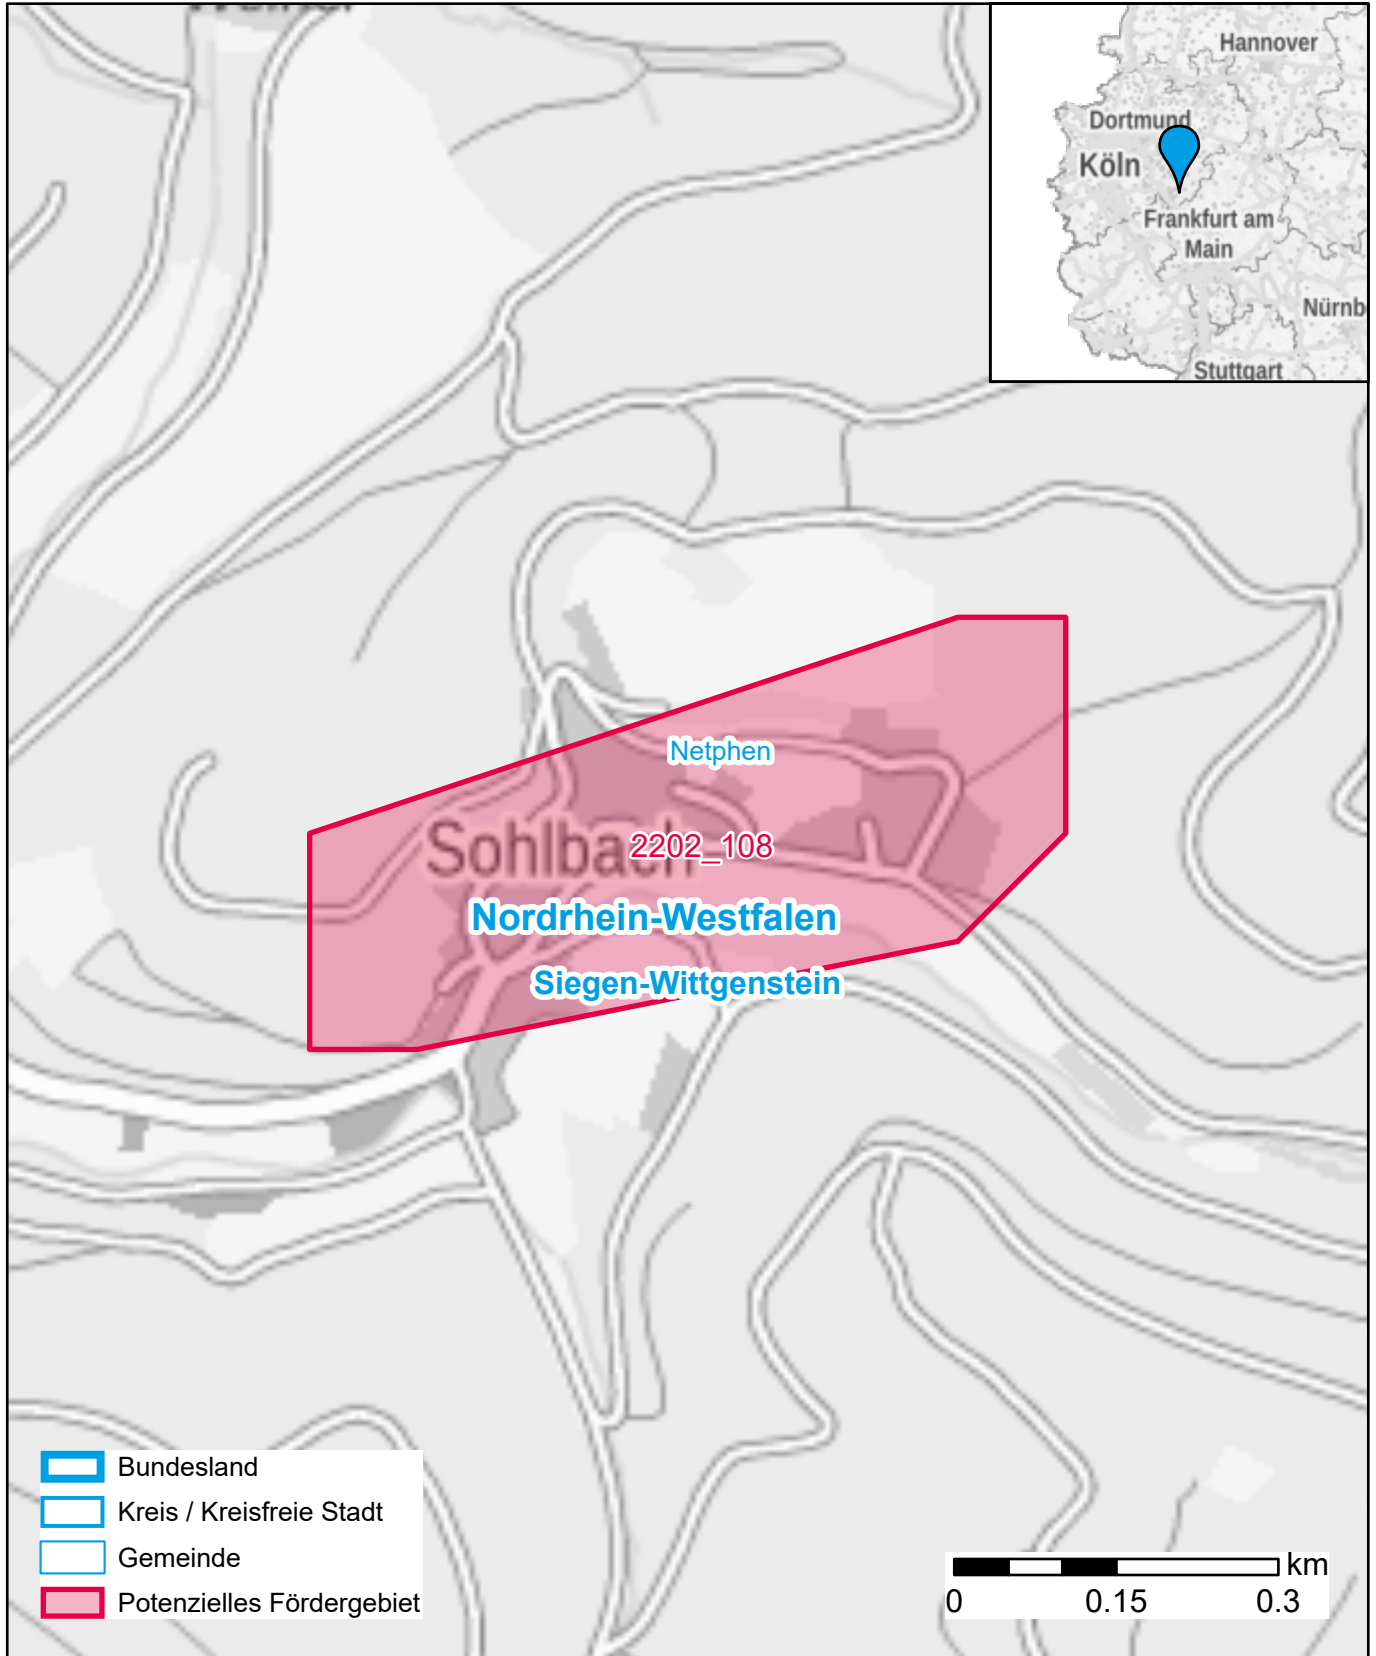 Hannover
Dortmund
Köln
Frankfurt am
Main
Nürnb
Stuttgart
Netphen
Sohlbach
2202_108
Nordrhein-Westfalen
Siegen-Wittgenstein
Bundesland
Kreis / Kreisfreie Stadt
Gemeinde
Potenzielles Fördergebiet
km
0 0.15 0.3